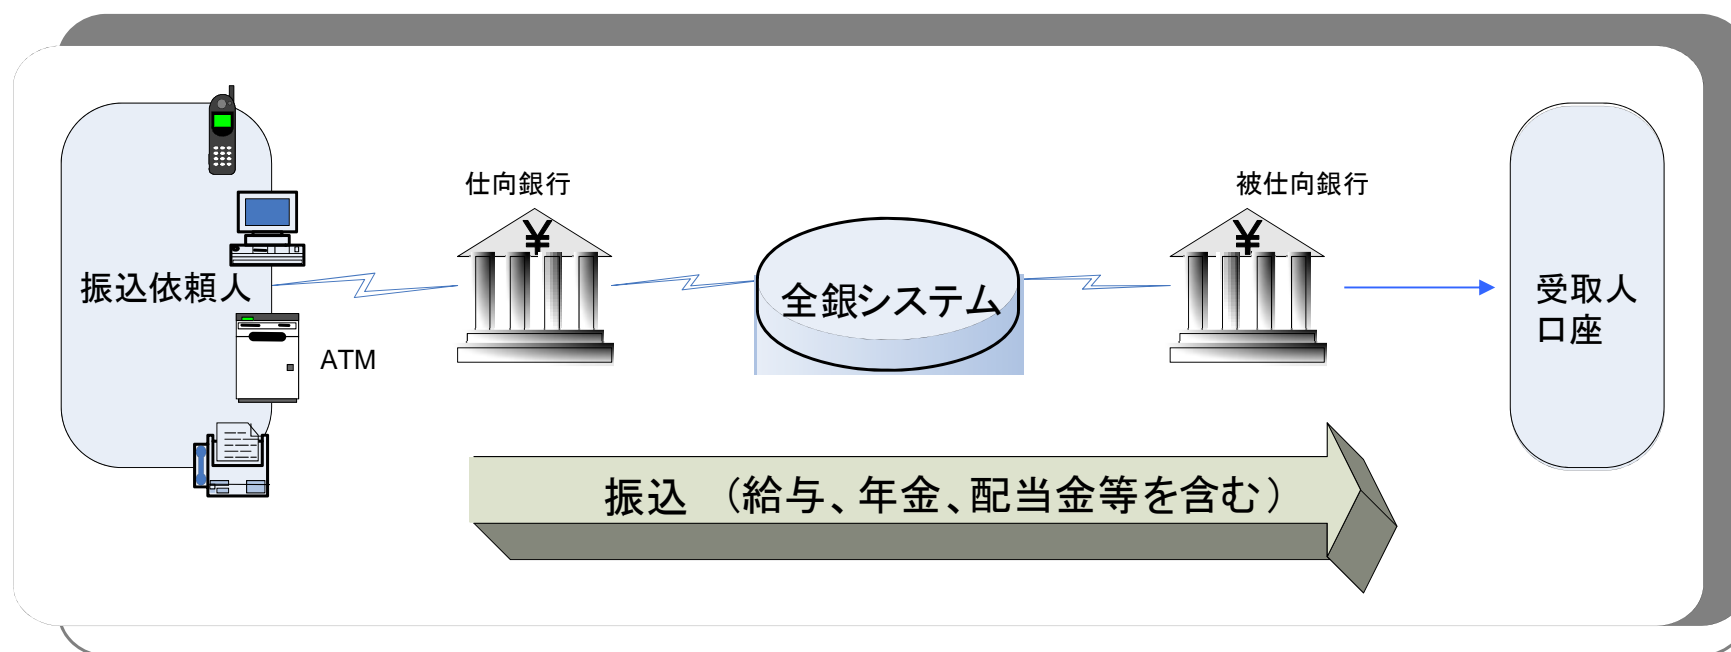 仕向銀行
被仕向銀行
¥
¥
振込依頼人
全銀システム
受取人
口座
ATM
振込 (給与、年金、配当金等を含む)